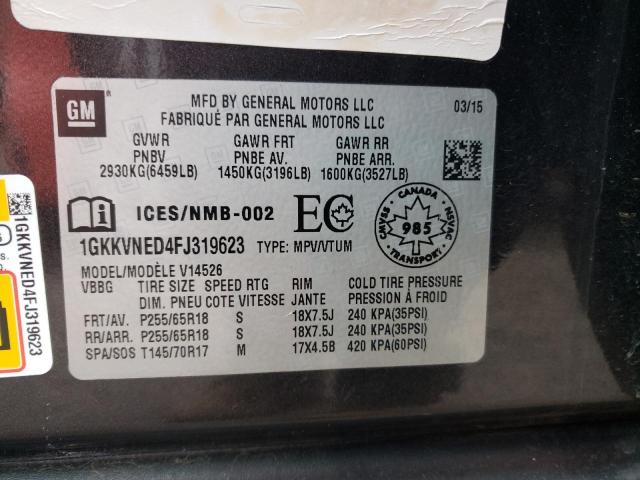 GM
MFD BY GENERAL MOTORS LLC
FABRIQUÉ PAR GENERAL MOTORS LLC
03/15
GVWR GAWR FRT GAWR RR
PNBV PNBE AV. PNBE ARR.
2930KG(6459LB) 1450KG(3196LB) 1600KG(3527LB)
ICES/NMB-002
EC
CANADA
CMVSS NSVAC
985
TRANSPORT
1GKKVNED4FJ319623 TYPE: MPV/VTUM
MODEL/MODÈLE V14526
VBBG TIRE SIZE SPEED RTG RIM COLD TIRE PRESSURE
DIM. PNEU COTE VITESSE JANTE PRESSION À FROID
FRT/AV. P255/65R18 S 18X7.5J 240 KPA(35PSI)
RR/ARR. P255/65R18 S 18X7.5J 240 KPA(35PSI)
SPA/SOS T145/70R17 M 17X4.5B 420 KPA(60PSI)
1GKKVNED4FJ319623